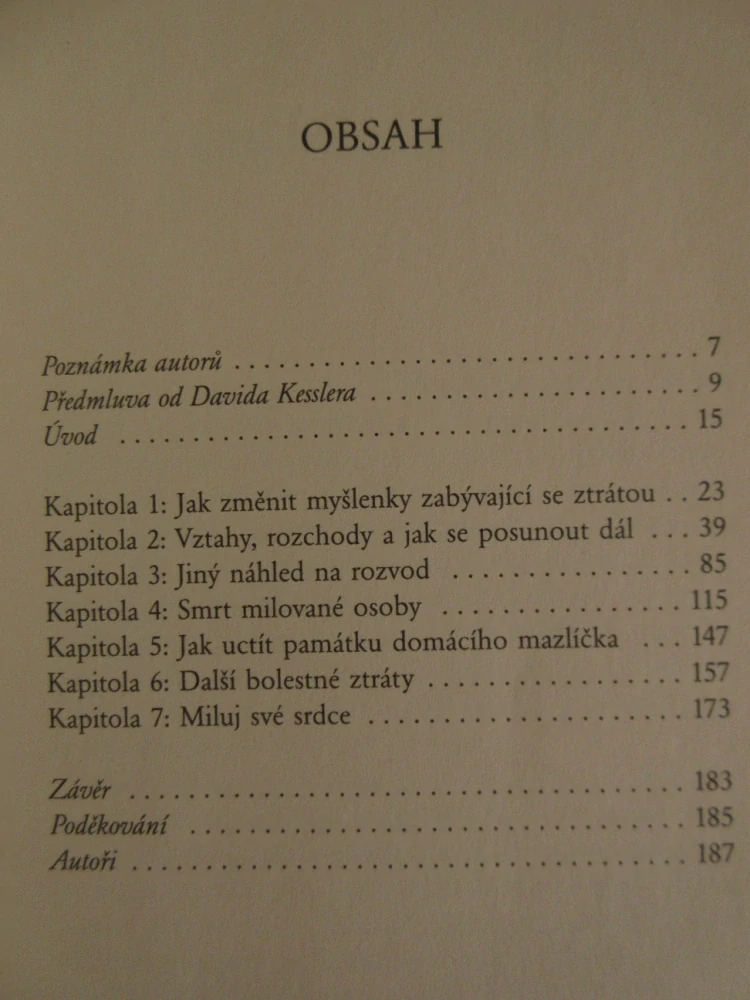 OBSAH
Poznámka autorů . . . . . . . . . . . . . . . . . . . . . . . . . . . . . . . 7
Předmluva od Davida Kesslera . . . . . . . . . . . . . . . . . . . . . . 9
Úvod . . . . . . . . . . . . . . . . . . . . . . . . . . . . . . . . . . . . . . 15
Kapitola 1: Jak změnit myšlenky zabývající se ztrátou . . 23
Kapitola 2: Vztahy, rozchody a jak se posunout dál . . . 39
Kapitola 3: Jiný náhled na rozvod . . . . . . . . . . . . . . . . 85
Kapitola 4: Smrt milované osoby . . . . . . . . . . . . . . . . . 115
Kapitola 5: Jak uctít památku domácího mazlíčka . . . 147
Kapitola 6: Další bolestné ztráty . . . . . . . . . . . . . . . . . 157
Kapitola 7: Miluj své srdce . . . . . . . . . . . . . . . . . . . . . 173
Závěr . . . . . . . . . . . . . . . . . . . . . . . . . . . . . . . . . . . . . 183
Poděkování . . . . . . . . . . . . . . . . . . . . . . . . . . . . . . . . . 185
Autoři . . . . . . . . . . . . . . . . . . . . . . . . . . . . . . . . . . . . . 187